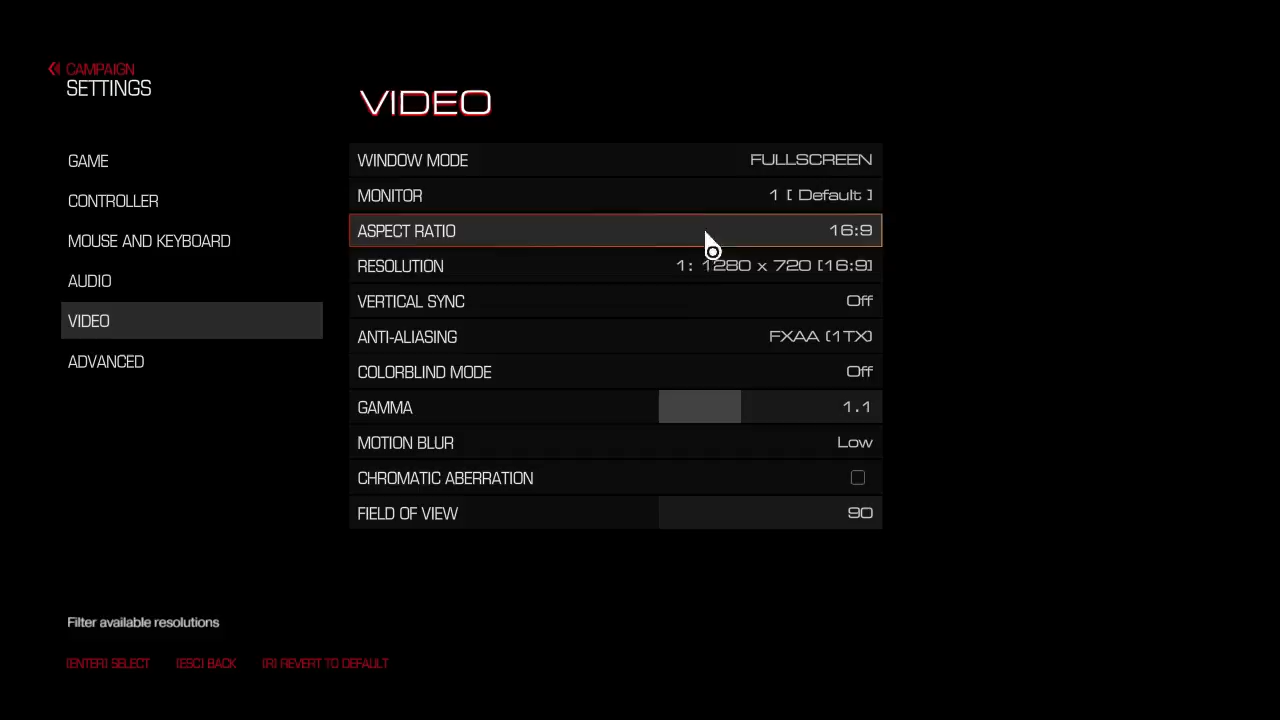 CAMPAIGN
SETTINGS
GAME
CONTROLLER
MOUSE AND KEYBOARD
AUDIO
VIDEO
ADVANCED
VIDEO
WINDOW MODE FULLSCREEN
MONITOR 1 [ Default ]
ASPECT RATIO 16:9
RESOLUTION 1: 1280 x 720 [16:9]
VERTICAL SYNC Off
ANTI-ALIASING FXAA (1TX)
COLORBLIND MODE Off
GAMMA 1.1
MOTION BLUR Low
CHROMATIC ABERRATION
FIELD OF VIEW 90
Filter available resolutions
[ENTER] SELECT [ESC] BACK [R] REVERT TO DEFAULT